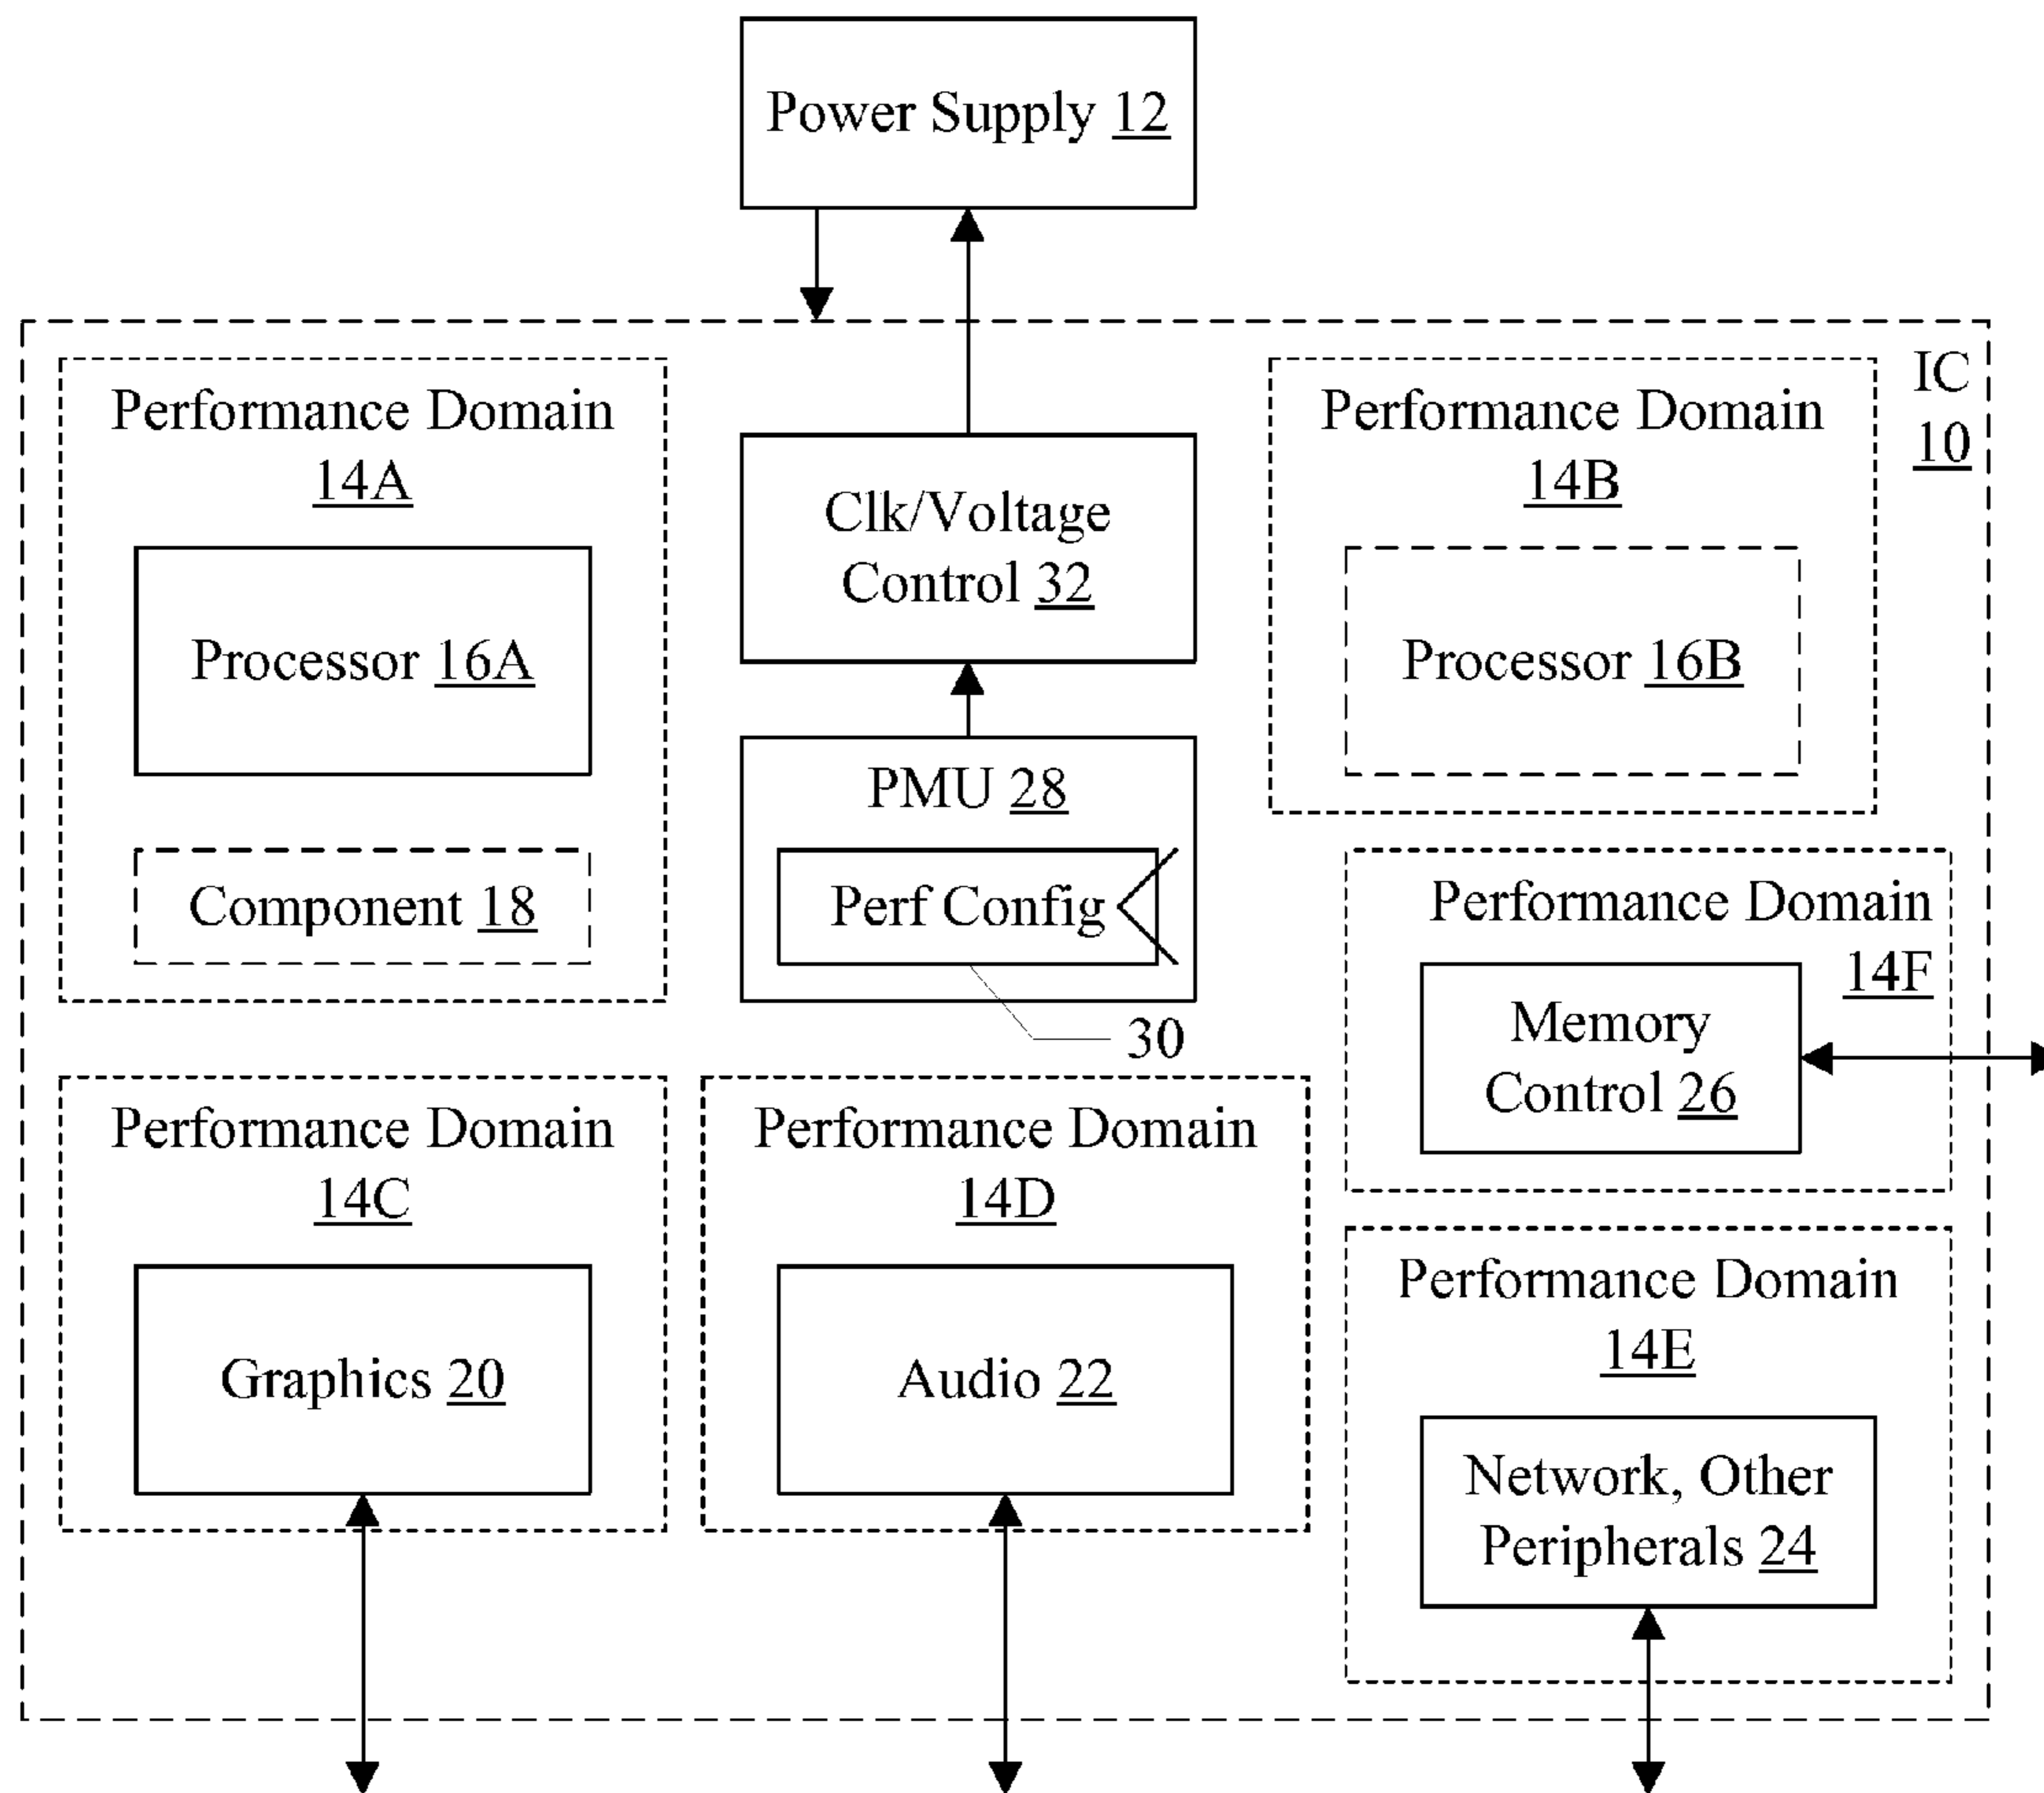 Power Supply 12
IC
10
Performance Domain
14A
Processor 16A
Component 18
Clk/Voltage
Control 32
PMU 28
Perf Config
30
Performance Domain
14B
Processor 16B
Performance Domain
14F
Memory
Control 26
Performance Domain
14C
Graphics 20
Performance Domain
14D
Audio 22
Performance Domain
14E
Network, Other
Peripherals 24